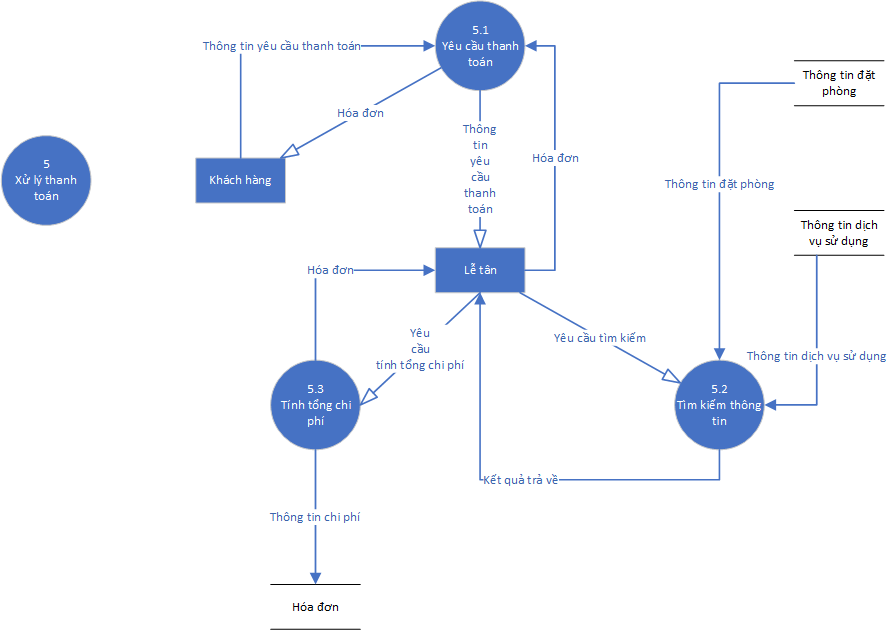 5.1
Yêu cầu thanh
toán
Thông tin yêu cầu thanh toán
Thông tin đặt
phòng
Hóa đơn
Thông
tin
yêu
cầu
thanh
toán
Hóa đơn
5
Xử lý thanh
toán
Khách hàng
Thông tin đặt phòng
Thông tin dịch
vụ sử dụng
Hóa đơn
Lễ tân
Yêu
cầu
tính tổng chi phí
Yêu cầu tìm kiếm
Thông tin dịch vụ sử dụng
5.3
Tính tổng chi
phí
5.2
Tìm kiếm thông
tin
Kết quả trả về
Thông tin chi phí
Hóa đơn